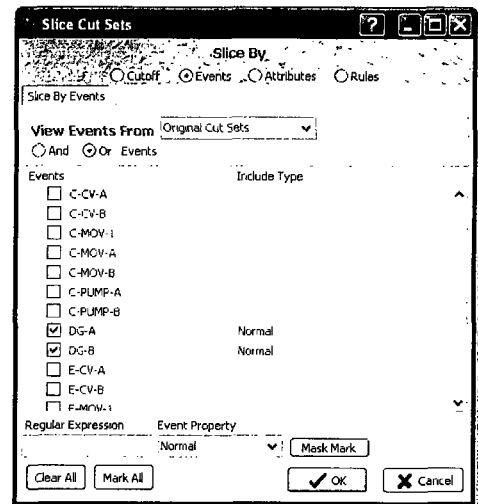 Slice Cut Sets
Slice By
Cutoff Events Attributes Rules
Slice By Events
View Events From Original Cut Sets
And Or Events
Events Include Type
C-CV-A
C-CV-B
C-MOV-1
C-MOV-A
C-MOV-B
C-PUMP-A
C-PUMP-B
DG-A Normal
DG-B Normal
E-CV-A
E-CV-B
E-MOV-1
Regular Expression Event Property
Normal Mask Mark
Clear All Mark All OK Cancel